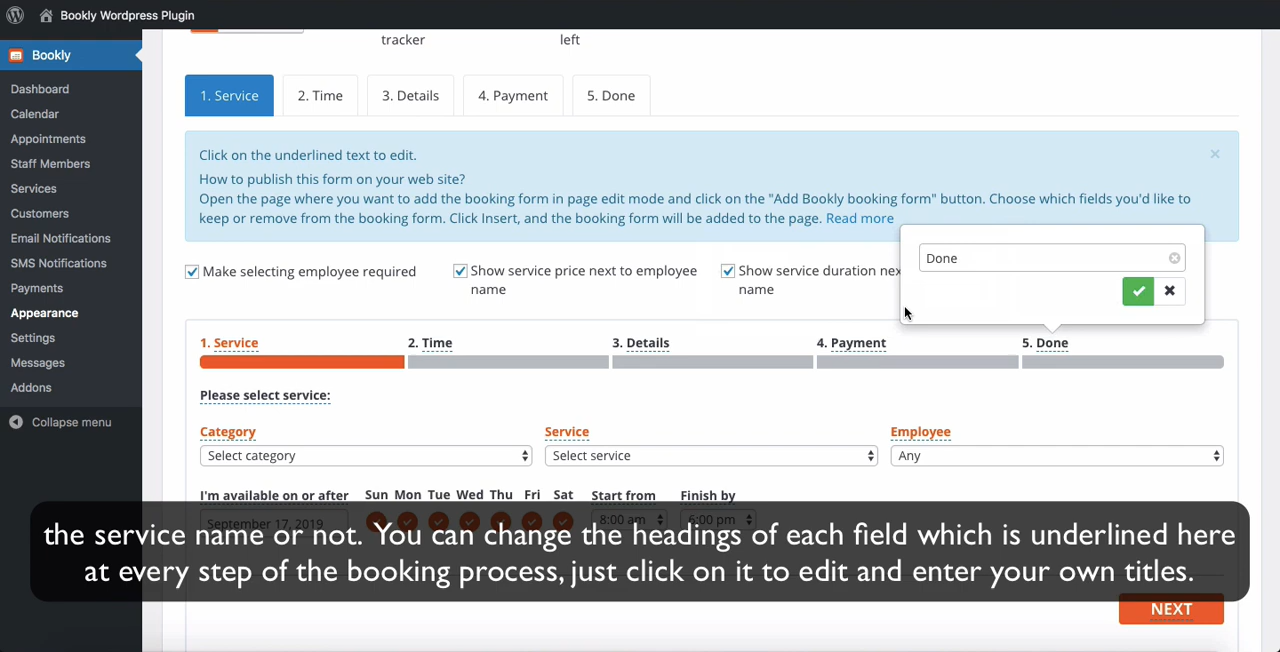 Bookly Wordpress Plugin
Bookly
Dashboard
Calendar
Appointments
Staff Members
Services
Customers
Email Notifications
SMS Notifications
Payments
Appearance
Settings
Messages
Addons
Collapse menu
tracker
left
1. Service
2. Time
3. Details
4. Payment
5. Done
Click on the underlined text to edit.
How to publish this form on your web site?
Open the page where you want to add the booking form in page edit mode and click on the "Add Bookly booking form" button. Choose which fields you'd like to
keep or remove from the booking form. Click Insert, and the booking form will be added to the page. Read more
Done
Make selecting employee required
Show service price next to employee
name
Show service duration nex
name
1. Service
2. Time
3. Details
4. Payment
5. Done
Please select service:
Category
Service
Employee
Select category
Select service
Any
I'm available on or after
Sun Mon Tue Wed Thu Fri Sat
Start from
Finish by
September 17, 2019
8:00 am
6:00 pm
the service name or not. You can change the headings of each field which is underlined here
at every step of the booking process, just click on it to edit and enter your own titles.
NEXT